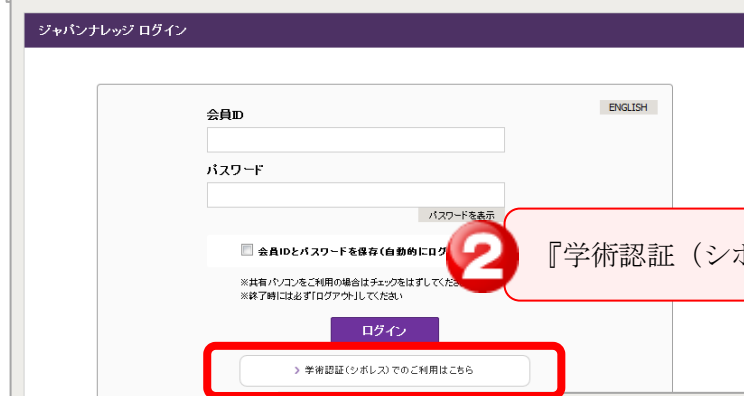 ジャパンナレッジ ログイン
ENGLISH
会員ID
パスワード
パスワードを表示
会員IDとパスワードを保存(自動的にログ
2
『学術認証（シボ
※共有パソコンをご利用の場合はチェックをはずしてくださ
※終了時には必ず「ログアウト」してください
ログイン
> 学術認証(シボレス)でのご利用はこちら